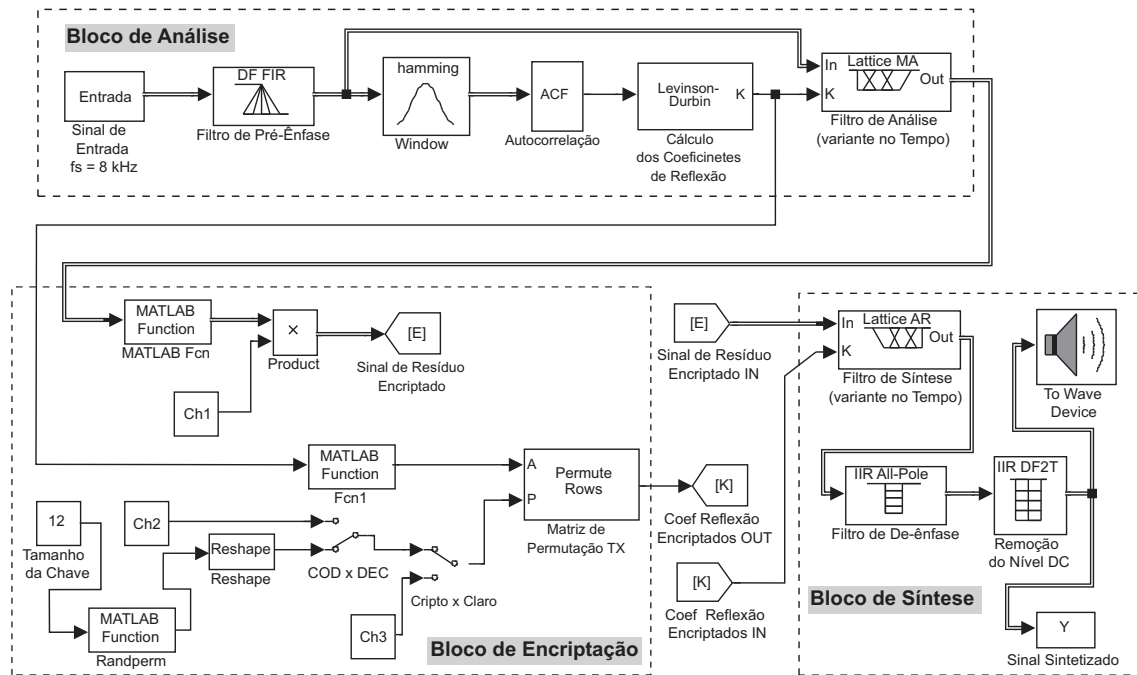 Bloco de Análise
Entrada
Sinal de
Entrada
fs = 8 kHz
DF FIR
Filtro de Pré-Ênfase
hamming
Window
ACF
Autocorrelação
Levinson-
Durbin
K
Cálculo
dos Coeficinetes
de Reflexão
In
K
Lattice MA
Out
Filtro de Análise
(variante no Tempo)
MATLAB
Function
MATLAB Fcn
×
Product
Ch1
[E]
Sinal de Resíduo
Encriptado
MATLAB
Function
Fcn1
A
P
Permute
Rows
Matriz de
Permutação TX
12
Tamanho
da Chave
Ch2
Reshape
Reshape
MATLAB
Function
Randperm
COD x DEC
Cripto x Claro
Ch3
Bloco de Encriptação
[E]
Sinal de Resíduo
Encriptado IN
[K]
Coef Reflexão
Encriptados OUT
[K]
Coef Reflexão
Encriptados IN
In
K
Lattice AR
Out
Filtro de Síntese
(variante no Tempo)
To Wave
Device
IIR All-Pole
Filtro de De-ênfase
IIR DF2T
Remoção
do Nível DC
Bloco de Síntese
Y
Sinal Sintetizado